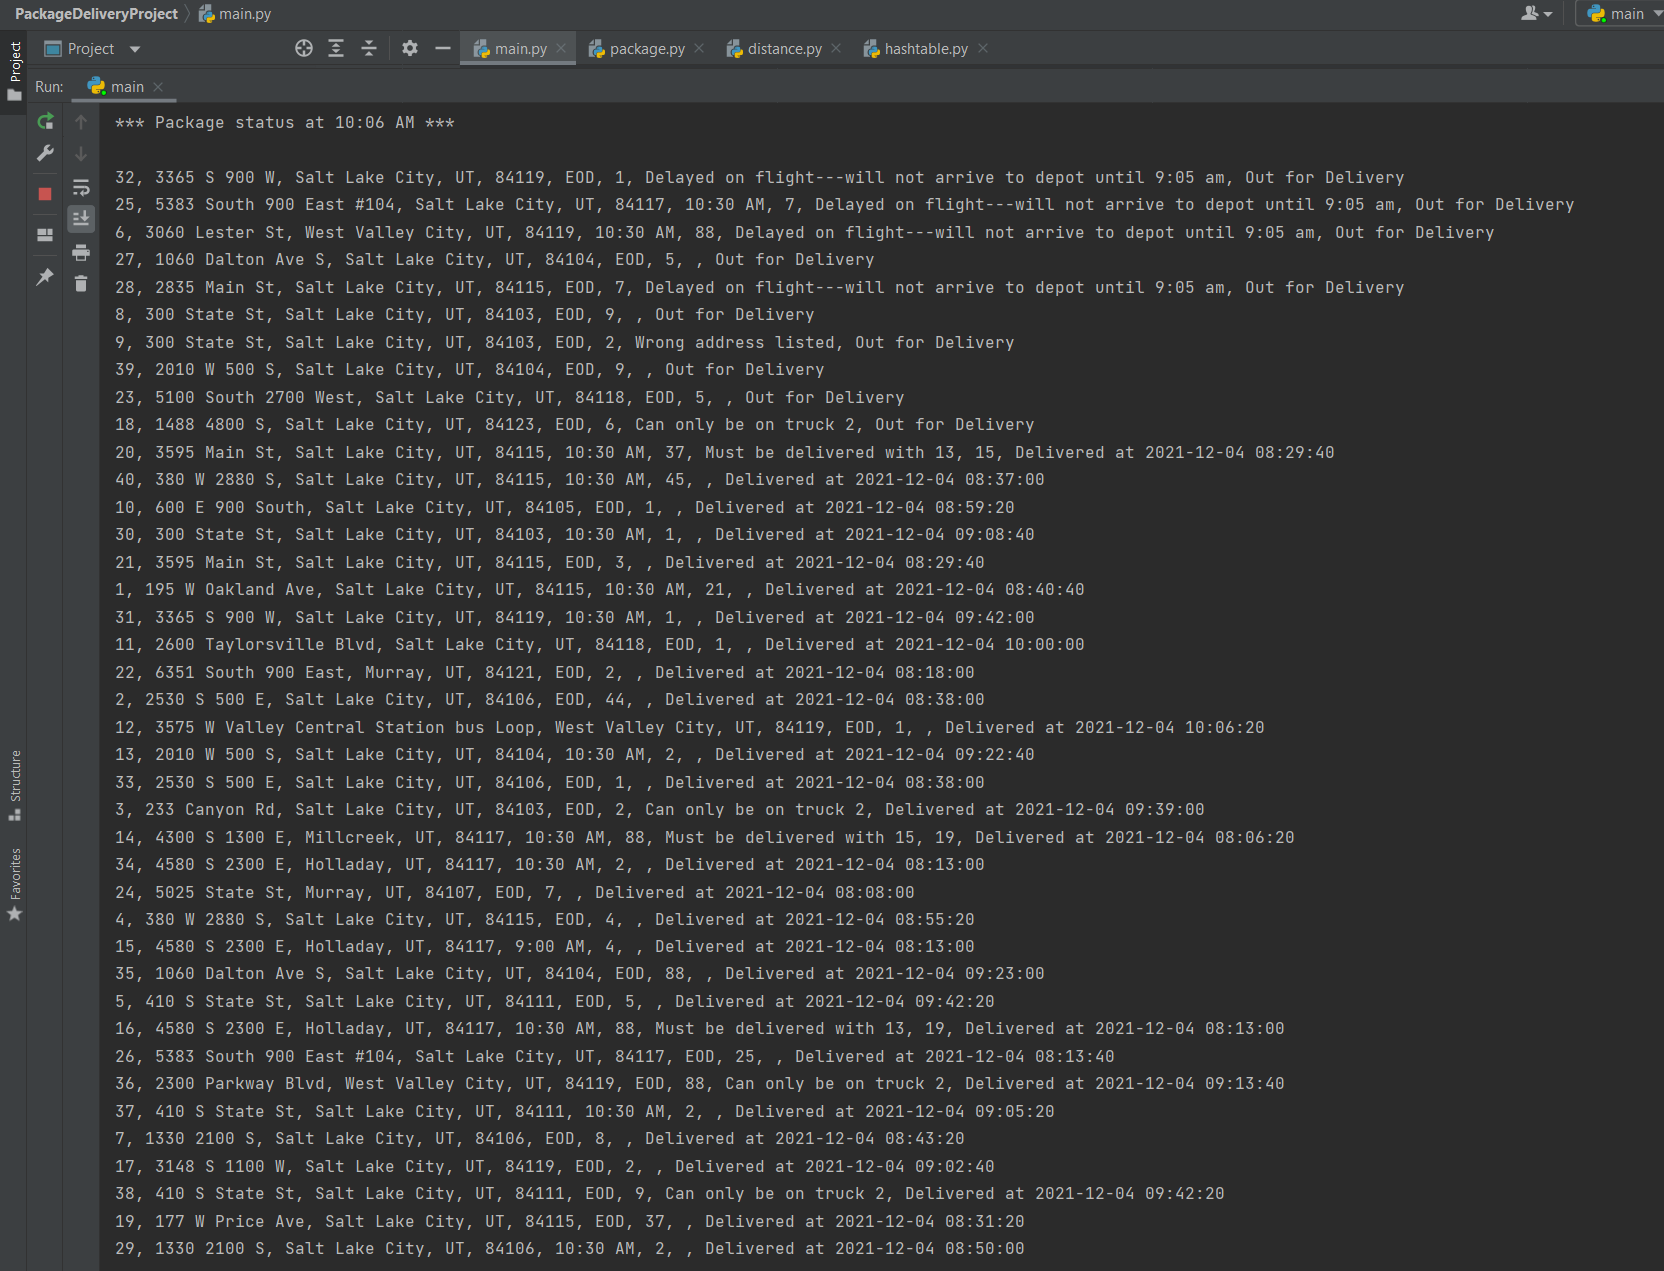 PackageDeliveryProject main.py main
Project main.py package.py distance.py hashtable.py
Project
Run: main
*** Package status at 10:06 AM ***
32, 3365 S 900 W, Salt Lake City, UT, 84119, EOD, 1, Delayed on flight---will not arrive to depot until 9:05 am, Out for Delivery
25, 5383 South 900 East #104, Salt Lake City, UT, 84117, 10:30 AM, 7, Delayed on flight---will not arrive to depot until 9:05 am, Out for Delivery
6, 3060 Lester St, West Valley City, UT, 84119, 10:30 AM, 88, Delayed on flight---will not arrive to depot until 9:05 am, Out for Delivery
27, 1060 Dalton Ave S, Salt Lake City, UT, 84104, EOD, 5, , Out for Delivery
28, 2835 Main St, Salt Lake City, UT, 84115, EOD, 7, Delayed on flight---will not arrive to depot until 9:05 am, Out for Delivery
8, 300 State St, Salt Lake City, UT, 84103, EOD, 9, , Out for Delivery
9, 300 State St, Salt Lake City, UT, 84103, EOD, 2, Wrong address listed, Out for Delivery
39, 2010 W 500 S, Salt Lake City, UT, 84104, EOD, 9, , Out for Delivery
23, 5100 South 2700 West, Salt Lake City, UT, 84118, EOD, 5, , Out for Delivery
18, 1488 4800 S, Salt Lake City, UT, 84123, EOD, 6, Can only be on truck 2, Out for Delivery
20, 3595 Main St, Salt Lake City, UT, 84115, 10:30 AM, 37, Must be delivered with 13, 15, Delivered at 2021-12-04 08:29:40
40, 380 W 2880 S, Salt Lake City, UT, 84115, 10:30 AM, 45, , Delivered at 2021-12-04 08:37:00
10, 600 E 900 South, Salt Lake City, UT, 84105, EOD, 1, , Delivered at 2021-12-04 08:59:20
30, 300 State St, Salt Lake City, UT, 84103, 10:30 AM, 1, , Delivered at 2021-12-04 09:08:40
21, 3595 Main St, Salt Lake City, UT, 84115, EOD, 3, , Delivered at 2021-12-04 08:29:40
1, 195 W Oakland Ave, Salt Lake City, UT, 84115, 10:30 AM, 21, , Delivered at 2021-12-04 08:40:40
31, 3365 S 900 W, Salt Lake City, UT, 84119, 10:30 AM, 1, , Delivered at 2021-12-04 09:42:00
11, 2600 Taylorsville Blvd, Salt Lake City, UT, 84118, EOD, 1, , Delivered at 2021-12-04 10:00:00
22, 6351 South 900 East, Murray, UT, 84121, EOD, 2, , Delivered at 2021-12-04 08:18:00
2, 2530 S 500 E, Salt Lake City, UT, 84106, EOD, 44, , Delivered at 2021-12-04 08:38:00
12, 3575 W Valley Central Station bus Loop, West Valley City, UT, 84119, EOD, 1, , Delivered at 2021-12-04 10:06:20
13, 2010 W 500 S, Salt Lake City, UT, 84104, 10:30 AM, 2, , Delivered at 2021-12-04 09:22:40
33, 2530 S 500 E, Salt Lake City, UT, 84106, EOD, 1, , Delivered at 2021-12-04 08:38:00
3, 233 Canyon Rd, Salt Lake City, UT, 84103, EOD, 2, Can only be on truck 2, Delivered at 2021-12-04 09:39:00
14, 4300 S 1300 E, Millcreek, UT, 84117, 10:30 AM, 88, Must be delivered with 15, 19, Delivered at 2021-12-04 08:06:20
34, 4580 S 2300 E, Holladay, UT, 84117, 10:30 AM, 2, , Delivered at 2021-12-04 08:13:00
24, 5025 State St, Murray, UT, 84107, EOD, 7, , Delivered at 2021-12-04 08:08:00
4, 380 W 2880 S, Salt Lake City, UT, 84115, EOD, 4, , Delivered at 2021-12-04 08:55:20
15, 4580 S 2300 E, Holladay, UT, 84117, 9:00 AM, 4, , Delivered at 2021-12-04 08:13:00
35, 1060 Dalton Ave S, Salt Lake City, UT, 84104, EOD, 88, , Delivered at 2021-12-04 09:23:00
5, 410 S State St, Salt Lake City, UT, 84111, EOD, 5, , Delivered at 2021-12-04 09:42:20
16, 4580 S 2300 E, Holladay, UT, 84117, 10:30 AM, 88, Must be delivered with 13, 19, Delivered at 2021-12-04 08:13:00
26, 5383 South 900 East #104, Salt Lake City, UT, 84117, EOD, 25, , Delivered at 2021-12-04 08:13:40
36, 2300 Parkway Blvd, West Valley City, UT, 84119, EOD, 88, Can only be on truck 2, Delivered at 2021-12-04 09:13:40
37, 410 S State St, Salt Lake City, UT, 84111, 10:30 AM, 2, , Delivered at 2021-12-04 09:05:20
7, 1330 2100 S, Salt Lake City, UT, 84106, EOD, 8, , Delivered at 2021-12-04 08:43:20
17, 3148 S 1100 W, Salt Lake City, UT, 84119, EOD, 2, , Delivered at 2021-12-04 09:02:40
38, 410 S State St, Salt Lake City, UT, 84111, EOD, 9, Can only be on truck 2, Delivered at 2021-12-04 09:42:20
19, 177 W Price Ave, Salt Lake City, UT, 84115, EOD, 37, , Delivered at 2021-12-04 08:31:20
29, 1330 2100 S, Salt Lake City, UT, 84106, 10:30 AM, 2, , Delivered at 2021-12-04 08:50:00
Structure
Favorites